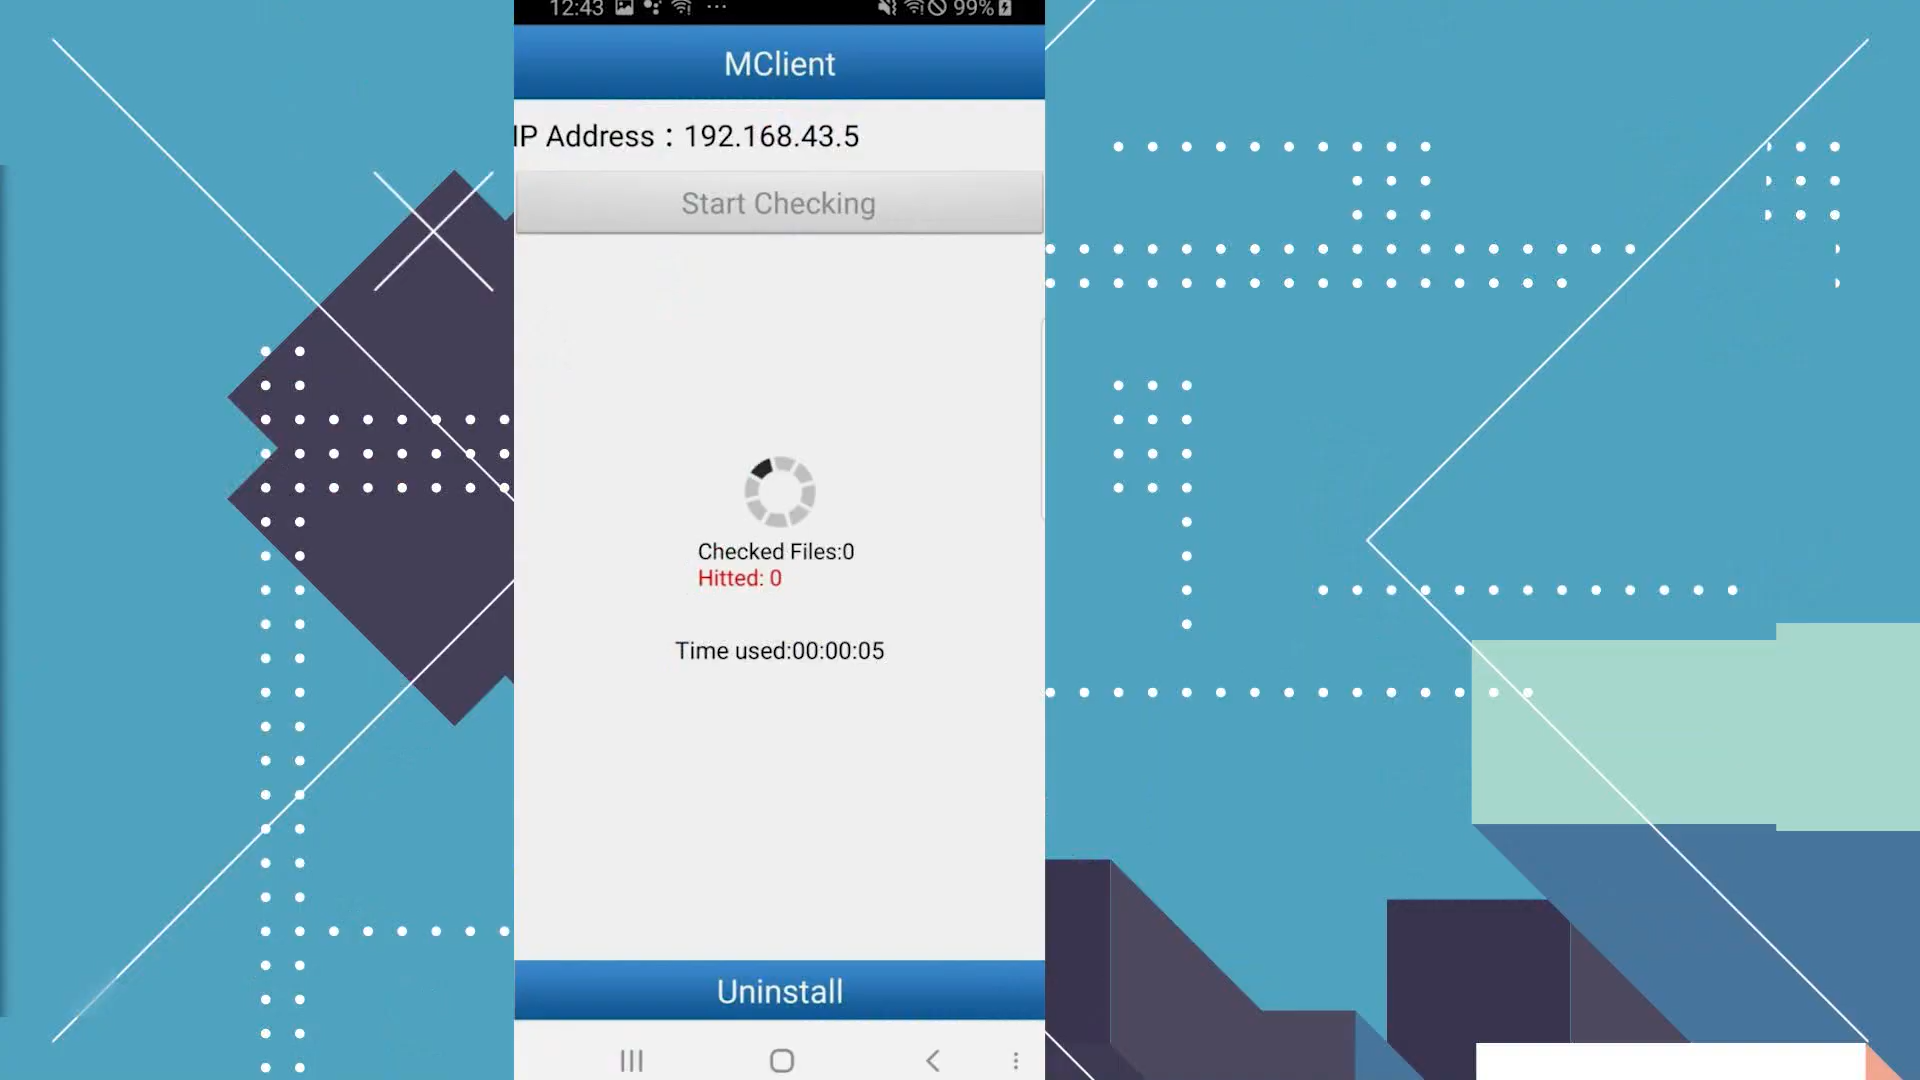 12:43 99%
MClient
IP Address：192.168.43.5
Start Checking
Checked Files:0
Hitted: 0
Time used:00:00:05
Uninstall